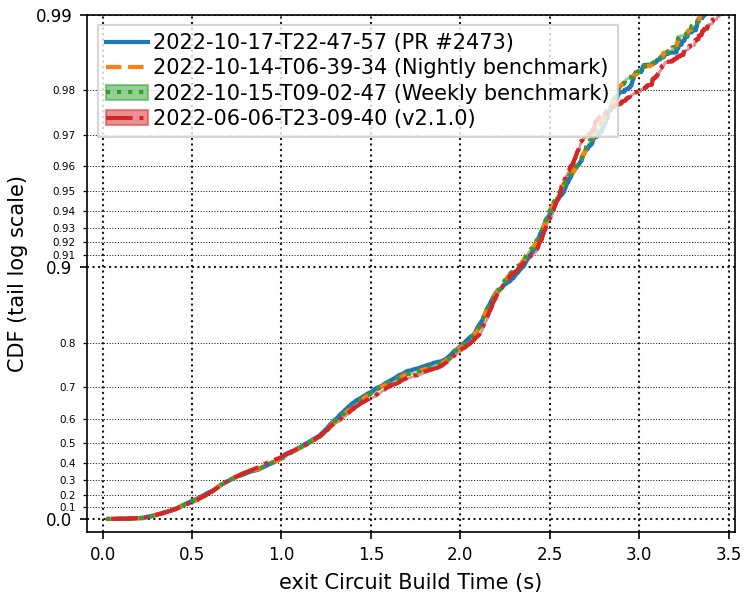 0.99
2022-10-17-T22-47-57 (PR #2473)
2022-10-14-T06-39-34 (Nightly benchmark)
2022-10-15-T09-02-47 (Weekly benchmark)
2022-06-06-T23-09-40 (v2.1.0)
0.98
0.97
0.96
0.95
0.94
0.93
0.92
0.91
0.9
0.8
0.7
0.6
0.5
0.4
0.3
0.2
0.1
0.0
CDF (tail log scale)
0.0 0.5 1.0 1.5 2.0 2.5 3.0 3.5
exit Circuit Build Time (s)